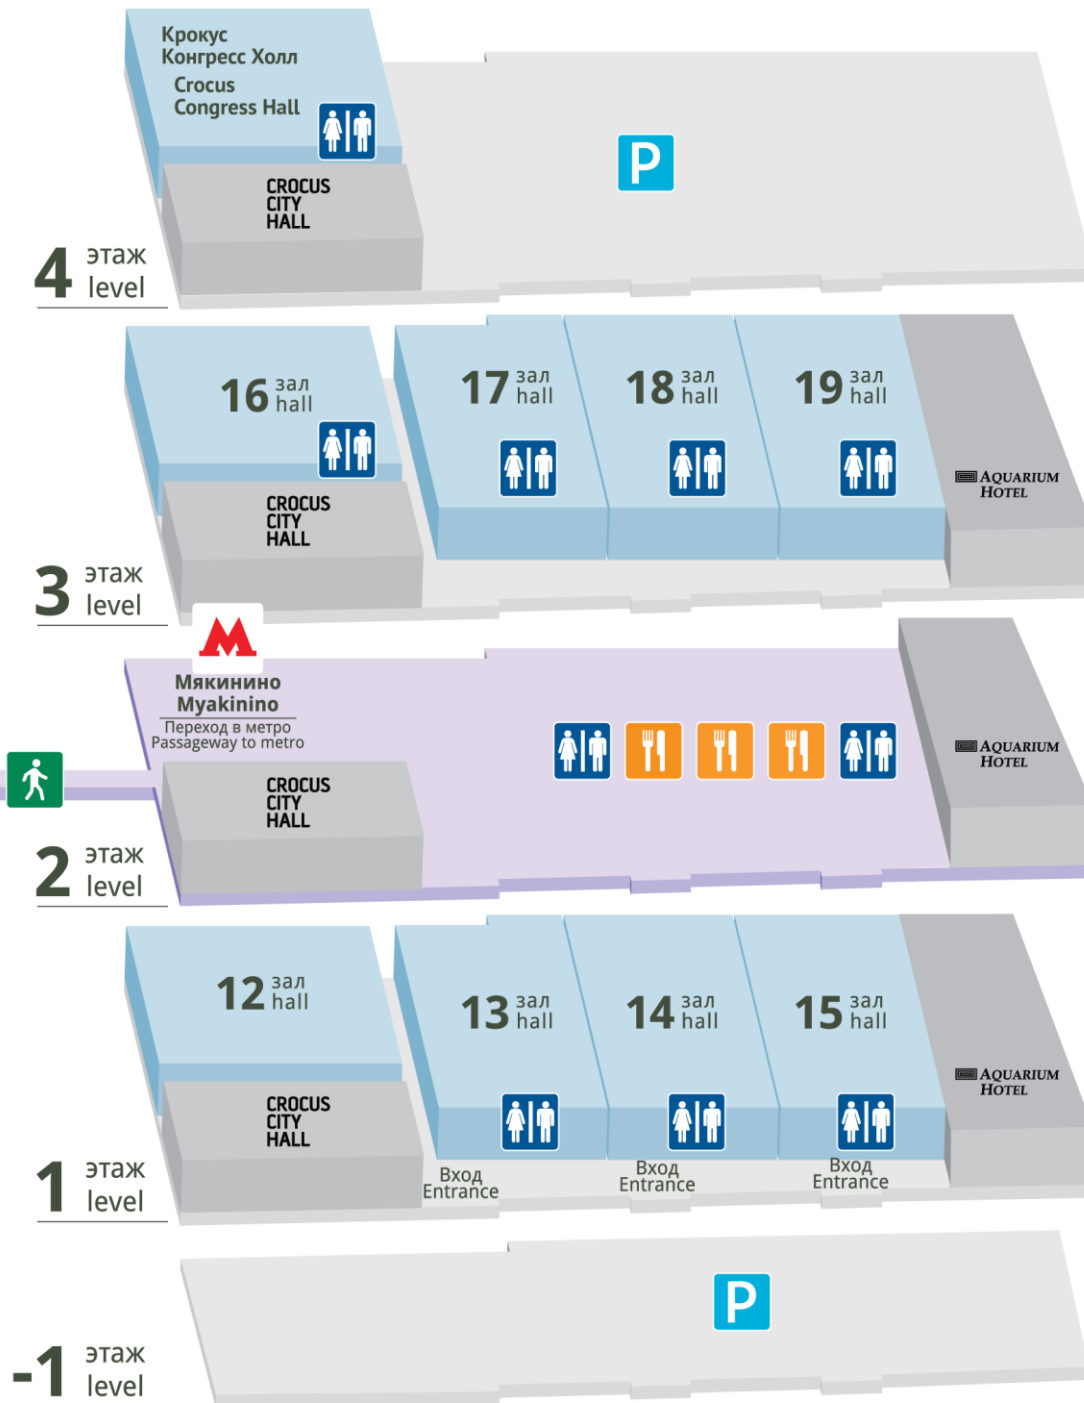 Крокус
Конгресс Холл
Crocus
Congress Hall
P
CROCUS
CITY
HALL
4 этаж
level
16 зал
hall
17 зал
hall
18 зал
hall
19 зал
hall
CROCUS
CITY
HALL
AQUARIUM
HOTEL
3 этаж
level
М
Мякинино
Myakinino
Переход в метро
Passageway to metro
CROCUS
CITY
HALL
AQUARIUM
HOTEL
2 этаж
level
12 зал
hall
13 зал
hall
14 зал
hall
15 зал
hall
CROCUS
CITY
HALL
AQUARIUM
HOTEL
Вход
Entrance
Вход
Entrance
Вход
Entrance
1 этаж
level
P
-1 этаж
level